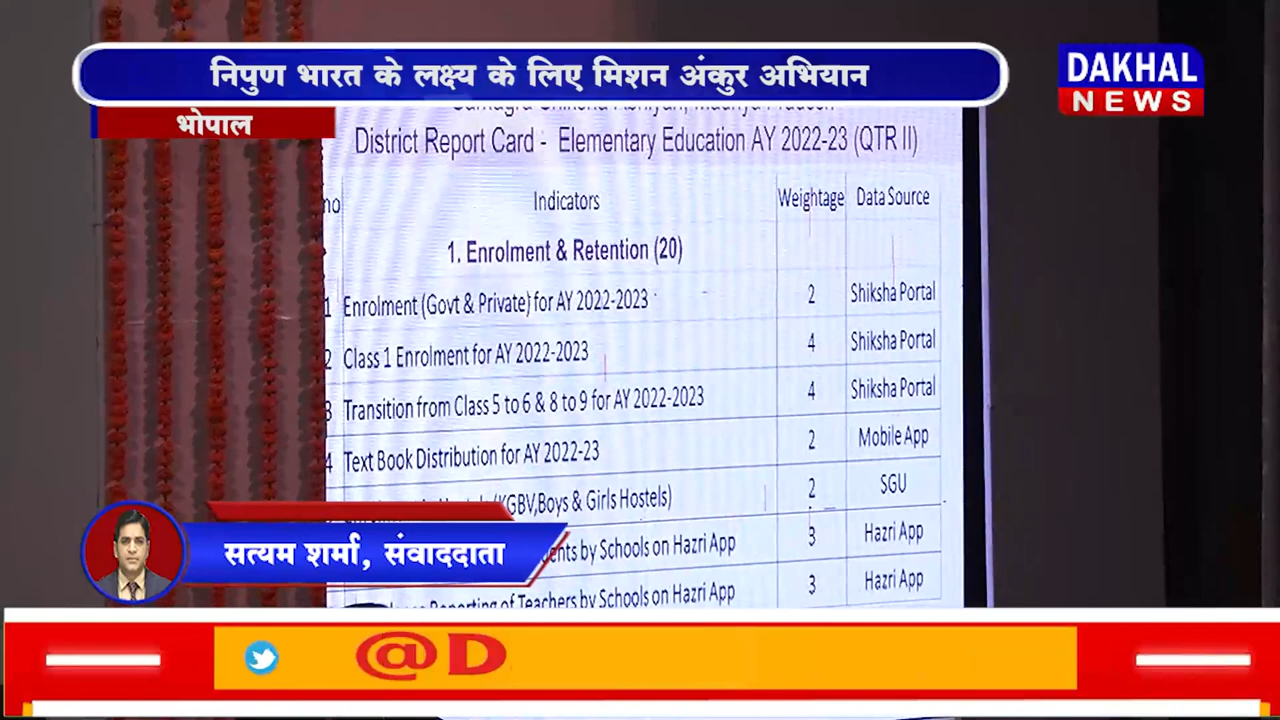 निपुण भारत के लक्ष्य के लिए मिशन अंकुर अभियान
DAKHAL
NEWS
भोपाल
District Report Card - Elementary Education AY 2022-23 (QTR II)
Indicators Weightage Data Source
1. Enrolment & Retention (20)
1 Enrolment (Govt & Private) for AY 2022-2023 2 Shiksha Portal
2 Class 1 Enrolment for AY 2022-2023 4 Shiksha Portal
3 Transition from Class 5 to 6 & 8 to 9 for AY 2022-2023 4 Shiksha Portal
4 Text Book Distribution for AY 2022-23 2 Mobile App
(KGBV,Boys & Girls Hostels) 2 SGU
by Schools on Hazri App 3 Hazri App
Reporting of Teachers by Schools on Hazri App 3 Hazri App
सत्यम शर्मा, संवाददाता
@D